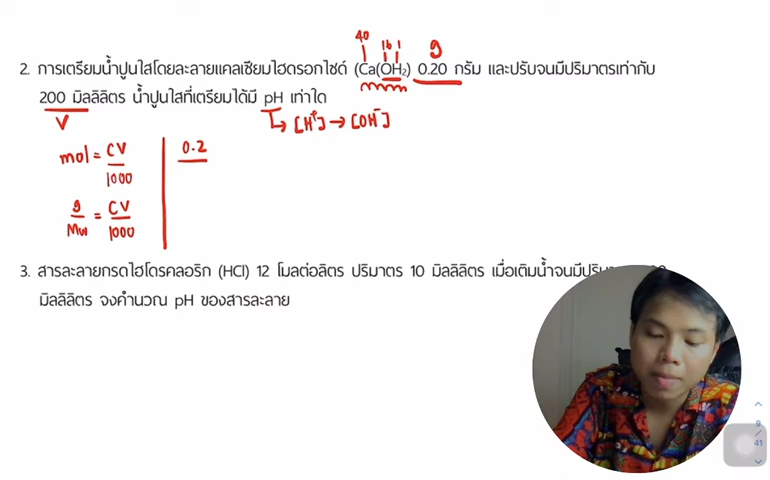 40 16 1 g
2. การเตรียมน้ำปูนใสโดยละลายแคลเซียมไฮดรอกไซด์ (Ca(OH₂) 0.20 กรัม และปรับจนมีปริมาตรเท่ากับ
200 มิลลิลิตร น้ำปูนใสที่เตรียมได้มี pH เท่าใด
V [H⁺] → [OH⁻]
mol = CV/1000
0.2
g/Mw = CV/1000
3. สารละลายกรดไฮโดรคลอริก (HCl) 12 โมลต่อลิตร ปริมาตร 10 มิลลิลิตร เมื่อเติมน้ำจนมี
มิลลิลิตร จงคำนวณ pH ของสารละลาย
9
/
41